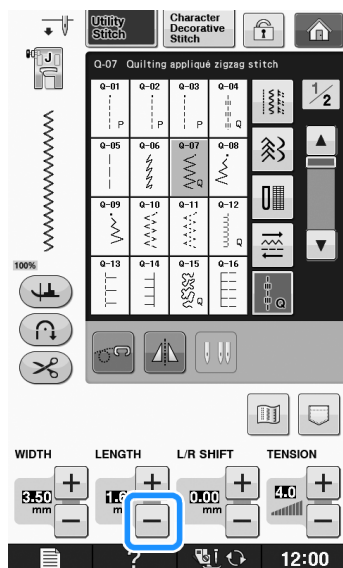 Utility Stitch
Character Decorative Stitch
J
Q-07 Quilting appliqué zigzag stitch
1/2
Q-01 Q-02 Q-03 Q-04
P P P Q
Q-05 Q-06 Q-07 Q-08
Q
Q-09 Q-10 Q-11 Q-12
Q
Q-13 Q-14 Q-15 Q-16
Q
Q
100%
WIDTH LENGTH L/R SHIFT TENSION
3.50 mm
mm
0.00 mm
4.0
? 12:00